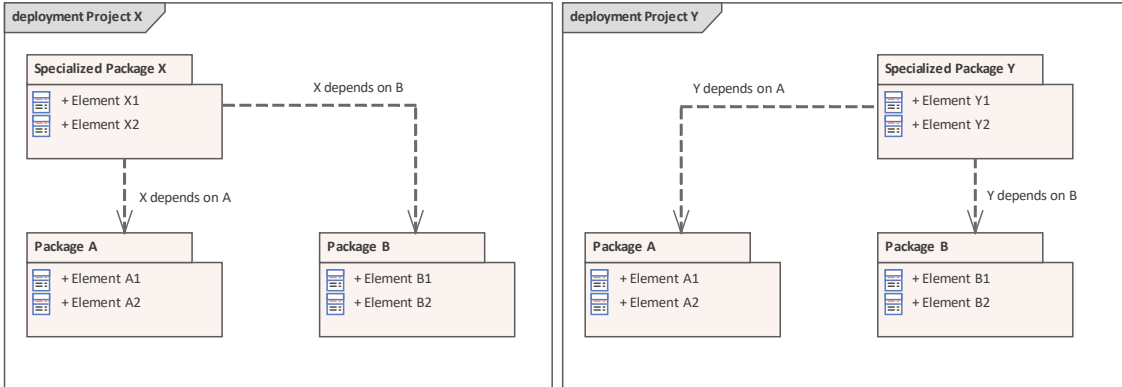 deployment Project X
Specialized Package X
+ Element X1
+ Element X2
X depends on B
X depends on A
Package A
+ Element A1
+ Element A2
Package B
+ Element B1
+ Element B2
deployment Project Y
Specialized Package Y
+ Element Y1
+ Element Y2
Y depends on A
Y depends on B
Package A
+ Element A1
+ Element A2
Package B
+ Element B1
+ Element B2